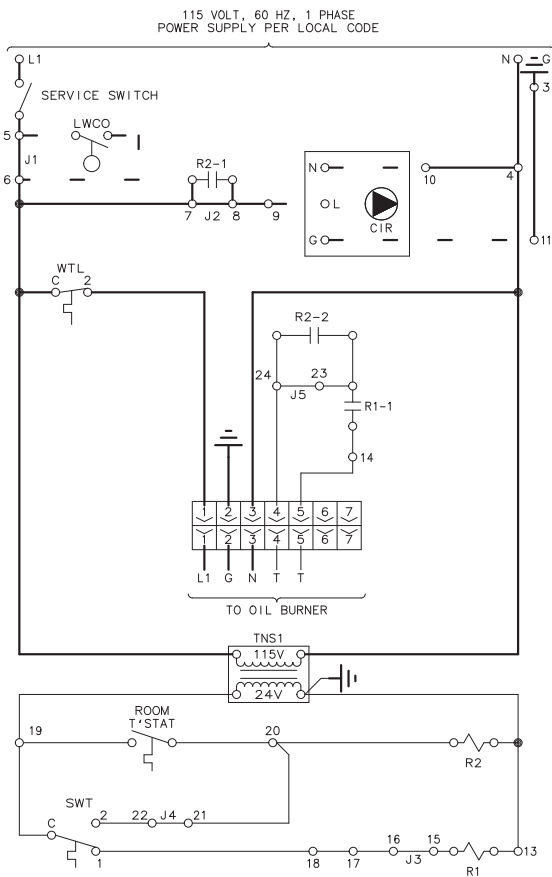 115 VOLT, 60 HZ, 1 PHASE
POWER SUPPLY PER LOCAL CODE
L1
N
G
3
SERVICE SWITCH
5
LWCO
J1
R2-1
6
7
J2
8
9
N
L
CIR
G
10
4
11
WTL
C
2
R2-2
24
23
J5
R1-1
14
1 2 3 4 5 6 7
1 2 3 4 5 6 7
L1 G N T T
TO OIL BURNER
TNS1
115V
24V
ROOM
T'STAT
19
20
R2
SWT
C
2
22
J4
21
1
18
17
16
J3
15
R1
13